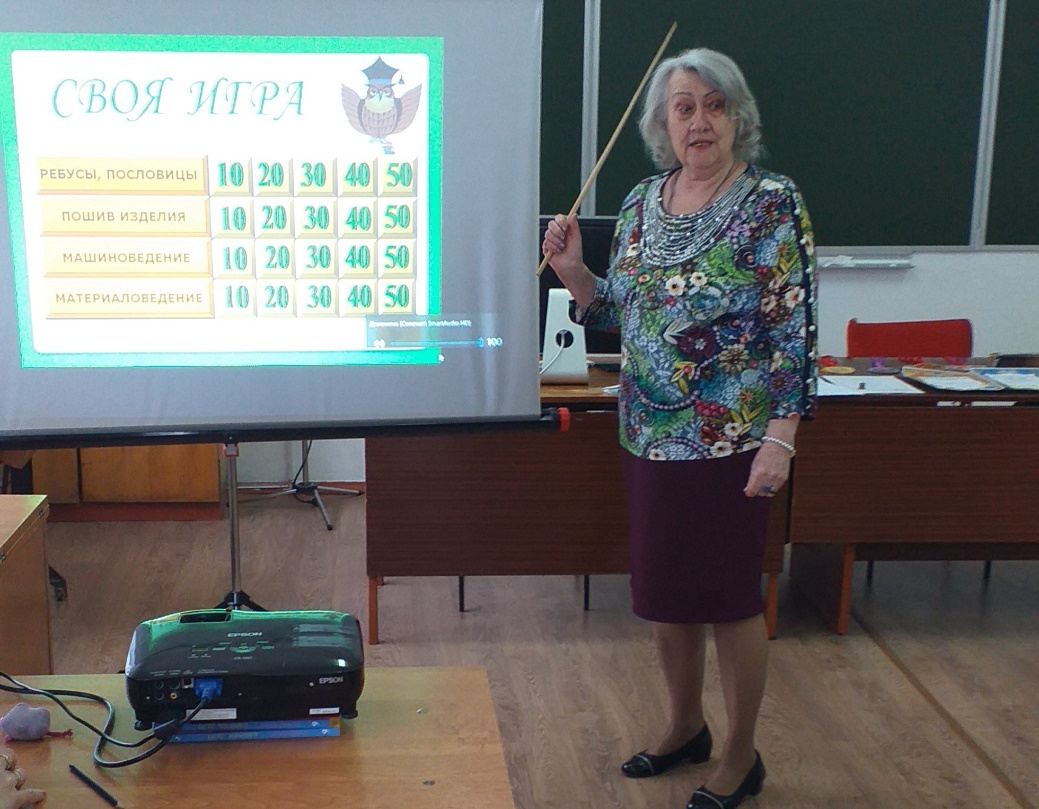 СВОЯ ИГРА
РЕБУСЫ, ПОСЛОВИЦЫ 10 20 30 40 50
ПОШИВ ИЗДЕЛИЯ 10 20 30 40 50
МАШИНОВЕДЕНИЕ 10 20 30 40 50
МАТЕРИАЛОВЕДЕНИЕ 10 20 30 40 50
100
EPSON
EPSON